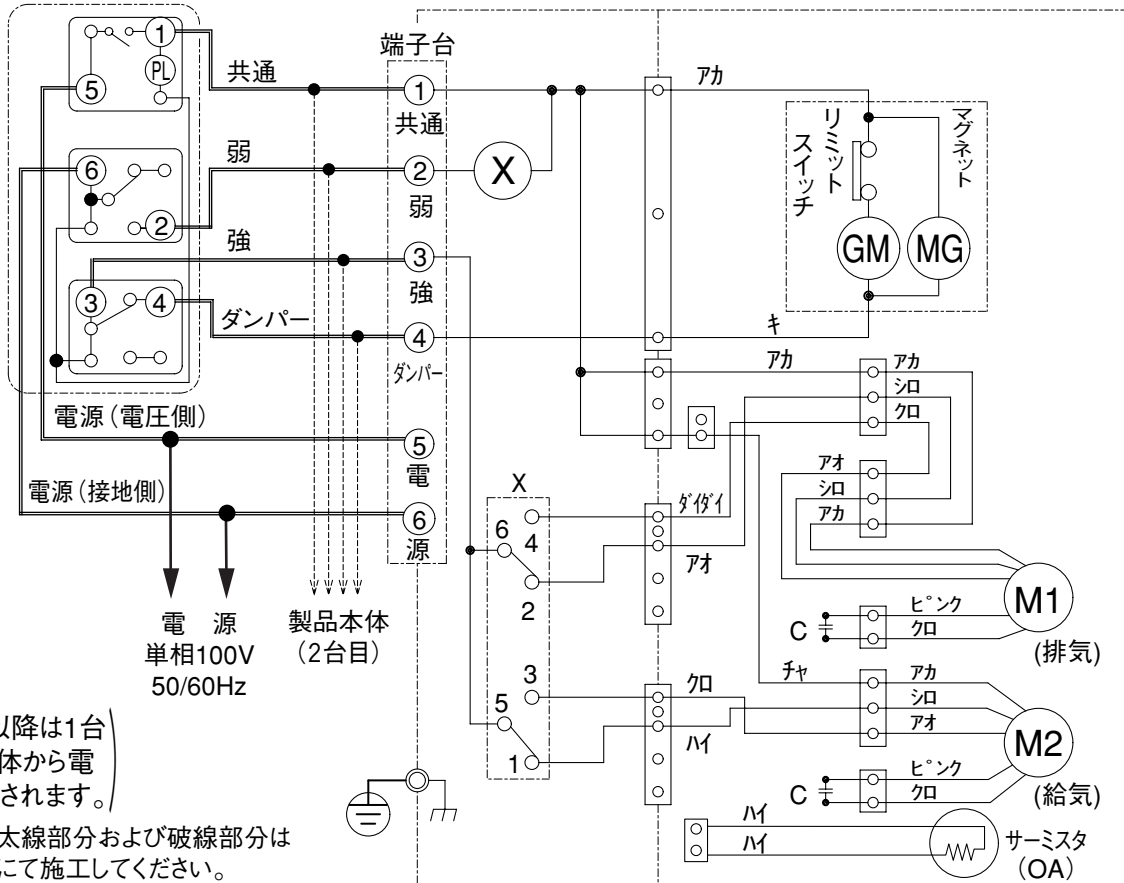 端子台
① 共通 ① アカ
PL
⑤
共通
リミット
スイッチ
マグネット
弱
⑥ ② X
② 弱
GM MG
強 ③
③ ④ 強
ダンパー ④ キ
ダンパー
アカ アカ
シロ
クロ
電源(電圧側)
⑤
電
アオ
シロ
アカ
電源(接地側)
⑥
源
X
6 4
2
ダイダイ
アオ
M1
(排気)
C ピンク
クロ
電 源
単相100V
50/60Hz
製品本体
(2台目)
3
5
1
クロ
ハイ
チャ アカ
シロ
アオ
M2
(給気)
C ピンク
クロ
以降は1台
体から電
されます。
太線部分および破線部分は
にて施工してください。
ハイ
ハイ
サーミスタ
(OA)